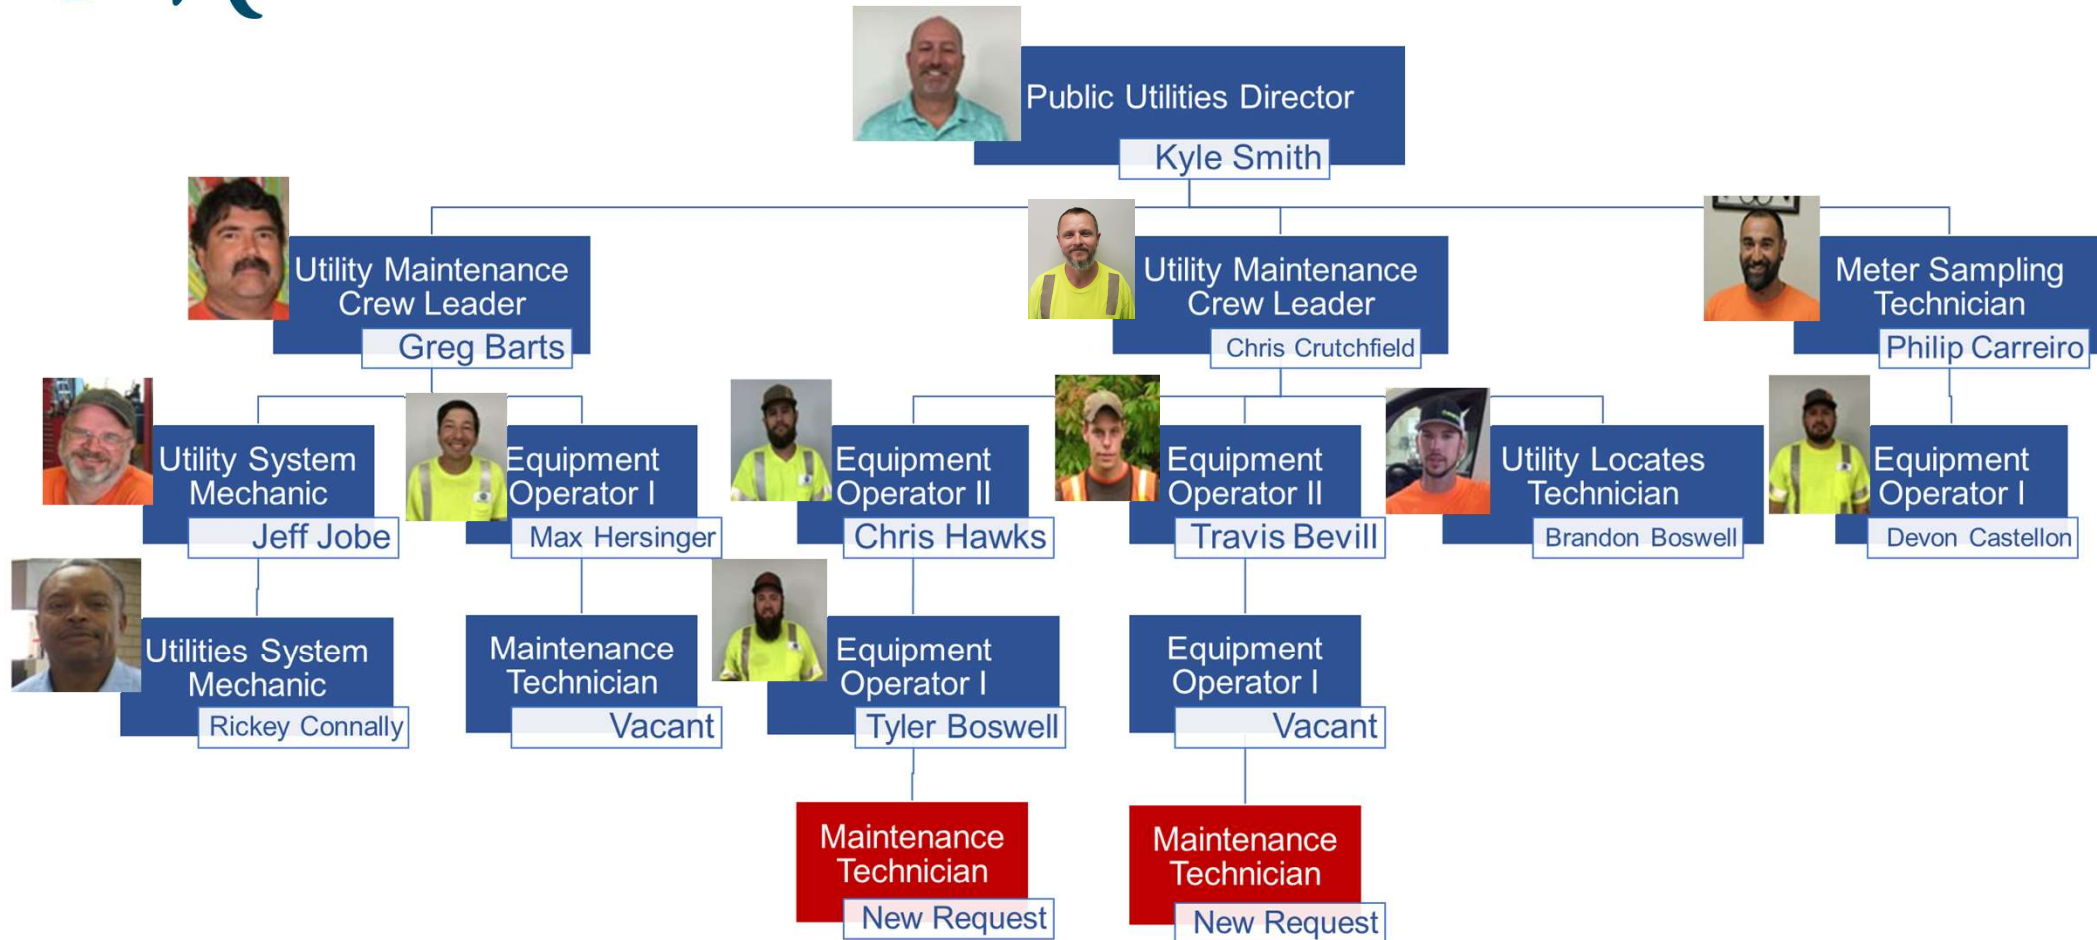 Public Utilities Director
Kyle Smith
Utility Maintenance
Crew Leader
Greg Barts
Utility Maintenance
Crew Leader
Chris Crutchfield
Meter Sampling
Technician
Philip Carreiro
Utility System
Mechanic
Jeff Jobe
Equipment
Operator I
Max Hersinger
Equipment
Operator II
Chris Hawks
Equipment
Operator II
Travis Bevill
Utility Locates
Technician
Brandon Boswell
Equipment
Operator I
Devon Castellon
Utilities System
Mechanic
Rickey Connally
Maintenance
Technician
Vacant
Equipment
Operator I
Tyler Boswell
Equipment
Operator I
Vacant
Maintenance
Technician
New Request
Maintenance
Technician
New Request